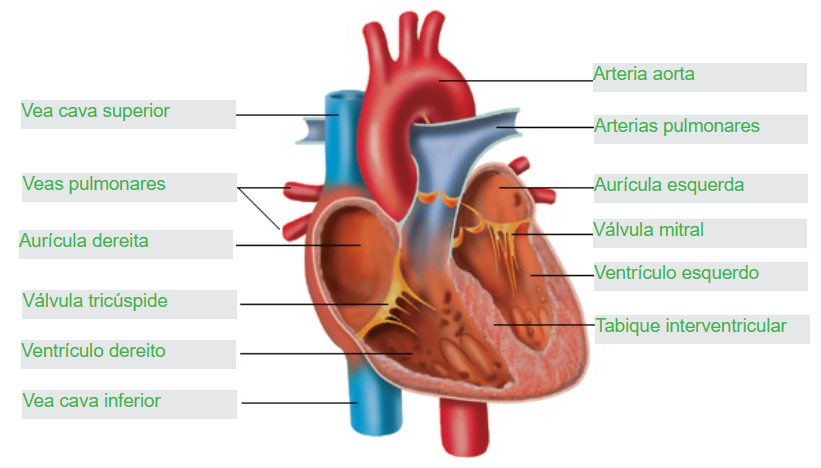 Vea cava superior
Veas pulmonares
Aurícula dereita
Válvula tricúspide
Ventrículo dereito
Vea cava inferior
Arteria aorta
Arterias pulmonares
Aurícula esquerda
Válvula mitral
Ventrículo esquerdo
Tabique interventricular